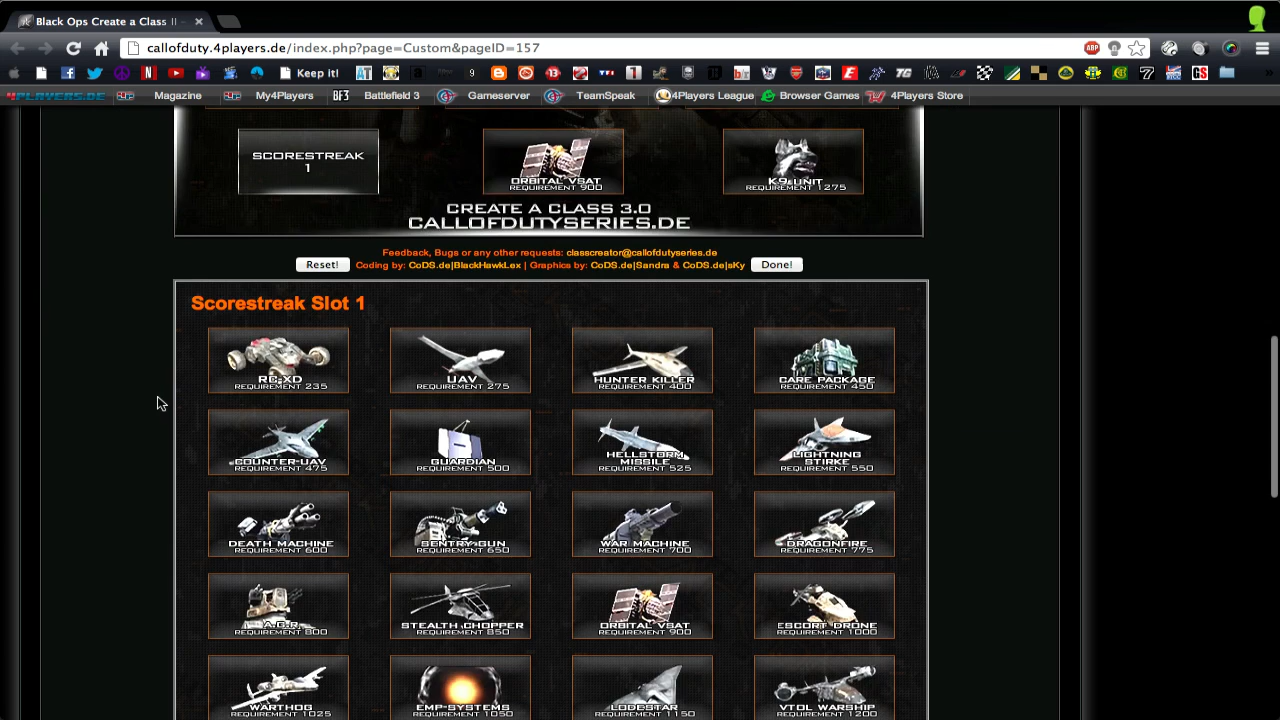 Black Ops Create a Class II –
callofduty.4players.de/index.php?page=Custom&pageID=157
ABP
Keep it!
4PLAYERS.DE
Magazine
My4Players
BF3
Battlefield 3
Gameserver
TeamSpeak
4Players League
Browser Games
4Players Store
SCORESTREAK
1
ORBITAL VSAT
REQUIREMENT 900
K9 UNIT
REQUIREMENT 1275
CREATE A CLASS 3.0
CALLOFDUTYSERIES.DE
Feedback, Bugs or any other requests: classcreator@callofdutyseries.de
Reset!
Coding by: CoDS.de|BlackHawkLex | Graphics by: CoDS.de|Sandra & CoDS.de|sKy
Done!
Scorestreak Slot 1
RC-XD
REQUIREMENT 235
UAV
REQUIREMENT 275
HUNTER KILLER
REQUIREMENT 400
CARE PACKAGE
REQUIREMENT 450
COUNTER-UAV
REQUIREMENT 475
GUARDIAN
REQUIREMENT 500
HELLSTORM
MISSILE
REQUIREMENT 525
LIGHTNING
STIRKE
REQUIREMENT 550
DEATH MACHINE
REQUIREMENT 600
SENTRY GUN
REQUIREMENT 650
WAR MACHINE
REQUIREMENT 700
DRAGONFIRE
REQUIREMENT 775
A.G.R.
REQUIREMENT 800
STEALTH CHOPPER
REQUIREMENT 850
ORBITAL VSAT
REQUIREMENT 900
ESCORT DRONE
REQUIREMENT 1000
WARTHOG
REQUIREMENT 1025
EMP-SYSTEMS
REQUIREMENT 1050
LODESTAR
REQUIREMENT 1150
VTOL WARSHIP
REQUIREMENT 1200